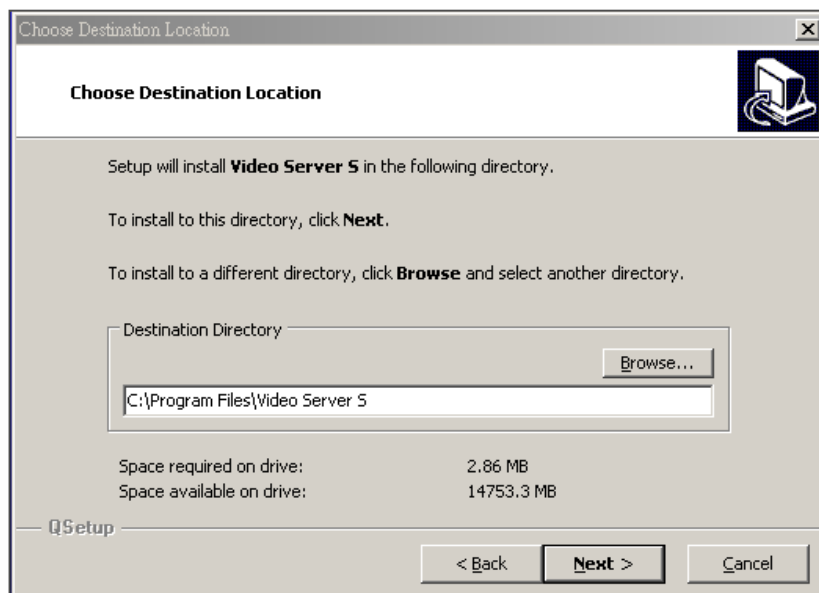 Choose Destination Location
Choose Destination Location
Setup will install Video Server S in the following directory.
To install to this directory, click Next.
To install to a different directory, click Browse and select another directory.
Destination Directory
Browse...
C:\Program Files\Video Server S
Space required on drive: 2.86 MB
Space available on drive: 14753.3 MB
QSetup
< Back Next > Cancel